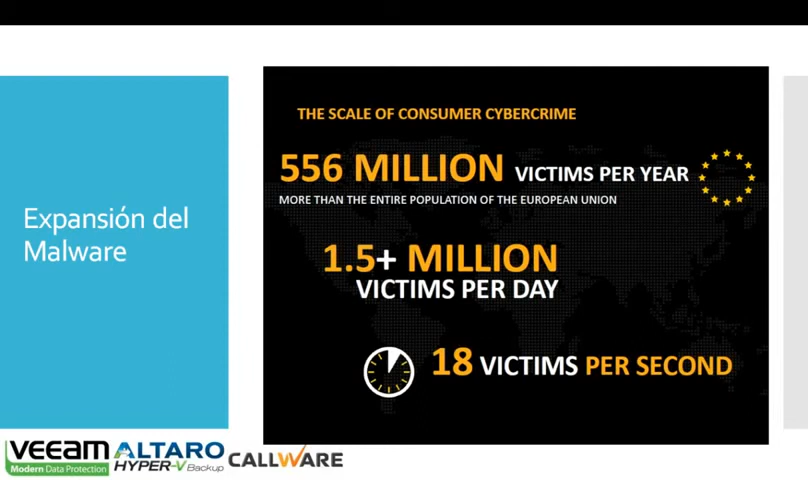 Expansión del
Malware
THE SCALE OF CONSUMER CYBERCRIME
556 MILLION VICTIMS PER YEAR
MORE THAN THE ENTIRE POPULATION OF THE EUROPEAN UNION
1.5+ MILLION
VICTIMS PER DAY
18 VICTIMS PER SECOND
veeam
Modern Data Protection
ALTARO
HYPER-V Backup
CALLWARE